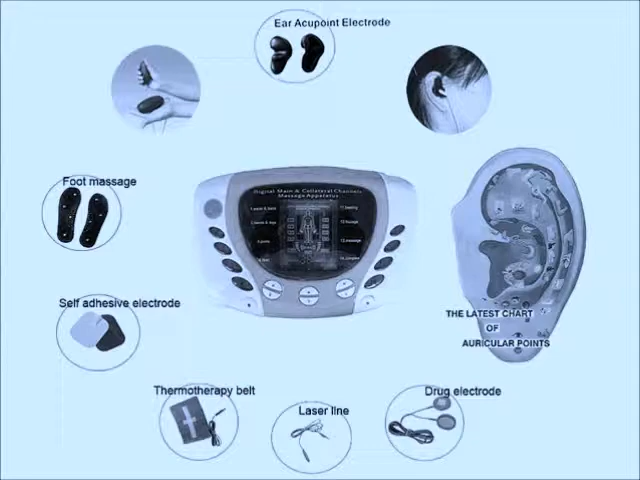 Ear Acupoint Electrode
Foot massage
Digital Main & Collateral Channels
Massage Apparatus
THE LATEST CHART
OF
AURICULAR POINTS
Self adhesive electrode
Thermotherapy belt
Laser line
Drug electrode